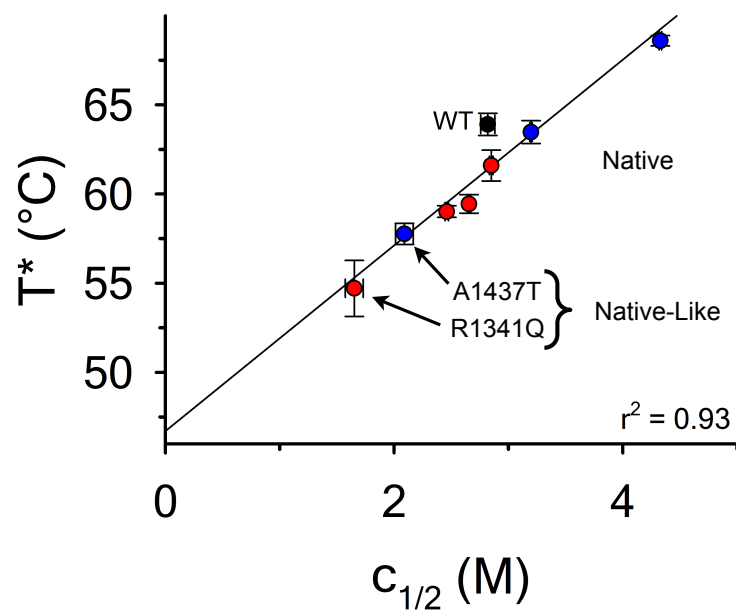 T* (°C)
65
60
55
50
WT
Native
A1437T
R1341Q
Native-Like
r² = 0.93
0 2 4
c₁/₂ (M)